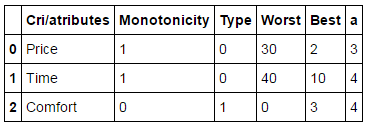 Cri/atributes Monotonicity Type Worst Best a
0 Price 1 0 30 2 3
1 Time 1 0 40 10 4
2 Comfort 0 1 0 3 4